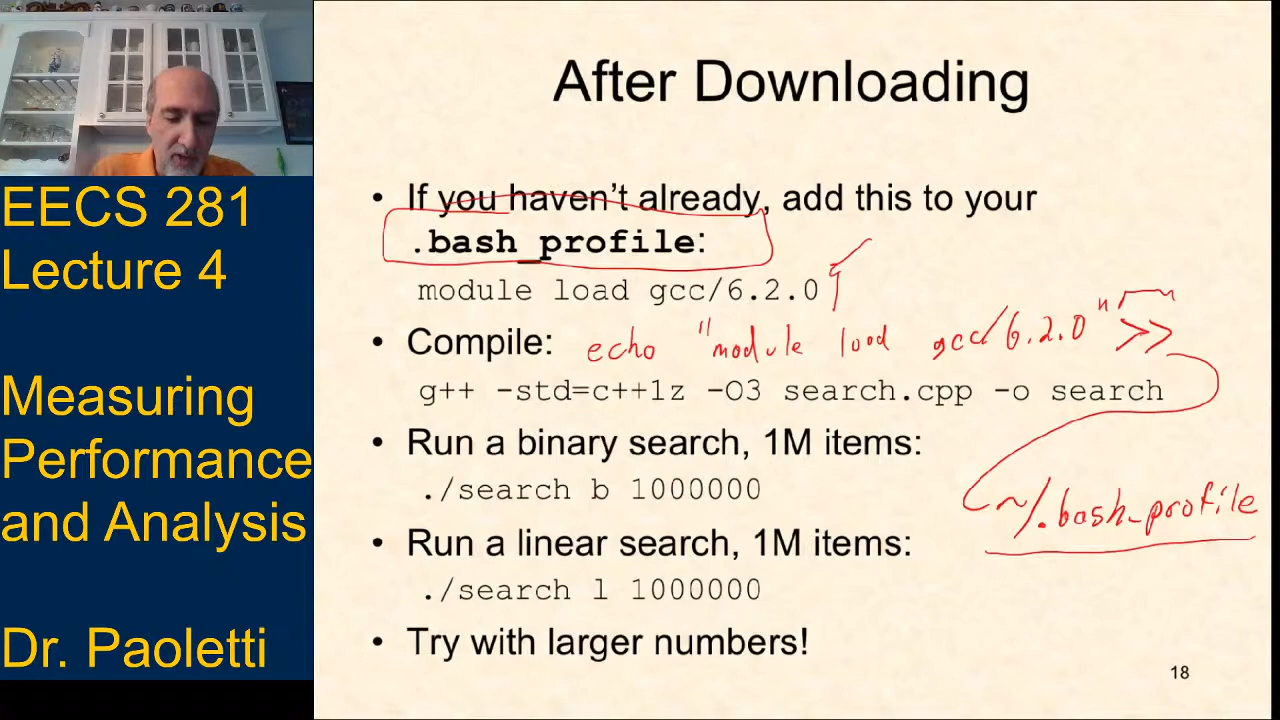 EECS 281
Lecture 4
Measuring
Performance
and Analysis
Dr. Paoletti
After Downloading
• If you haven't already, add this to your
.bash_profile:
module load gcc/6.2.0
• Compile:
echo "module load gcc/6.2.0" >>
~/.bash_profile
g++ -std=c++1z -O3 search.cpp -o search
• Run a binary search, 1M items:
./search b 1000000
• Run a linear search, 1M items:
./search l 1000000
• Try with larger numbers!
18